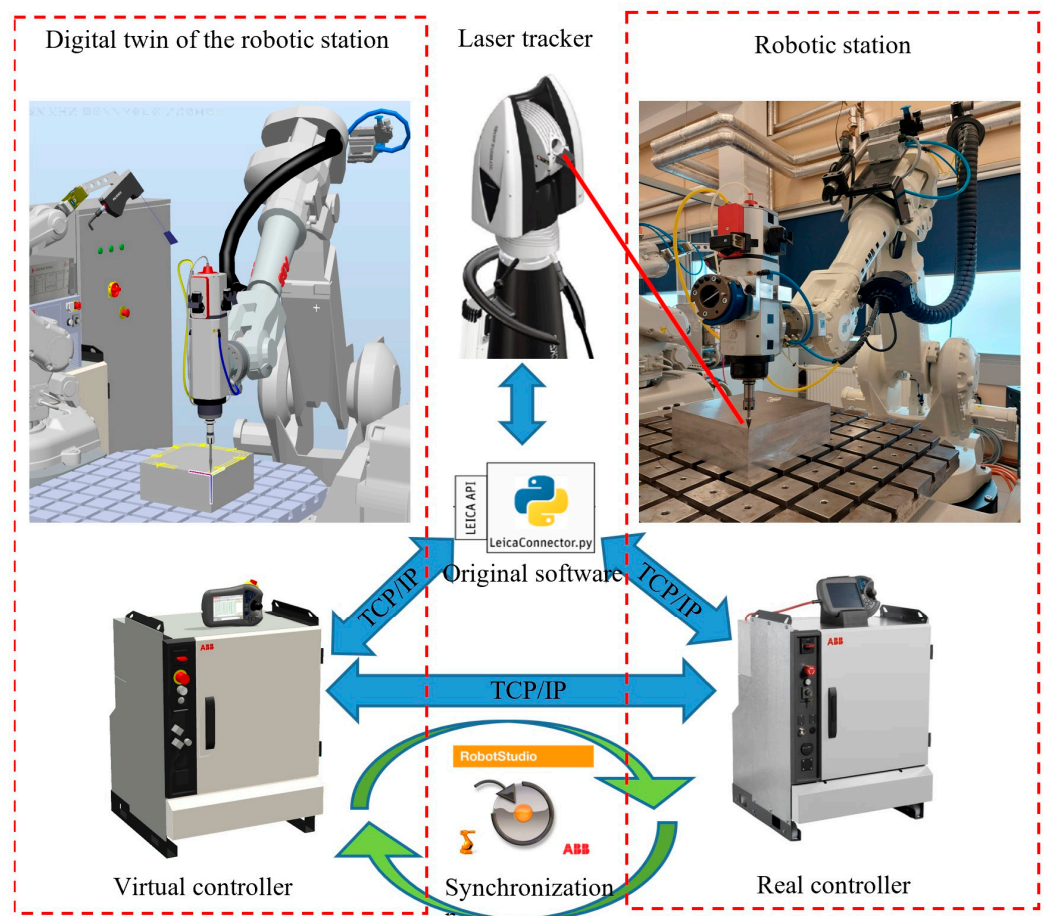 Digital twin of the robotic station
Laser tracker
Robotic station
ABB
LEICA API
LeicaConnector.py
Original software
TCP/IP
TCP/IP
ABB
ABB
TCP/IP
RobotStudio
ABB
Virtual controller
Synchronization
Real controller